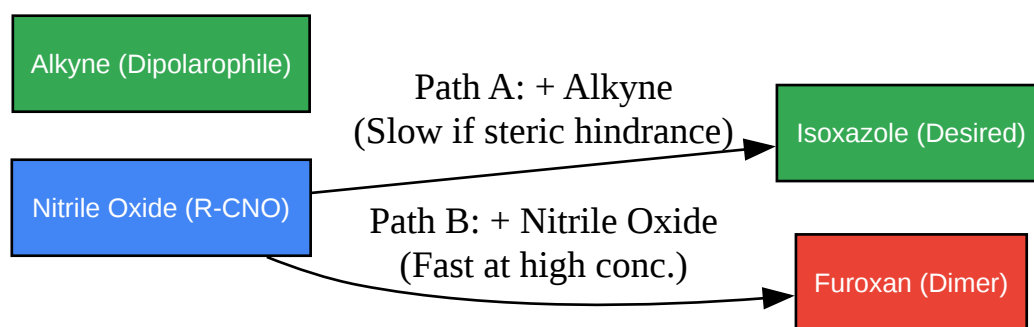 Alkyne (Dipolarophile)
Path A: + Alkyne
(Slow if steric hindrance)
Isoxazole (Desired)
Nitrile Oxide (R-CNO)
Path B: + Nitrile Oxide
(Fast at high conc.)
Furoxan (Dimer)